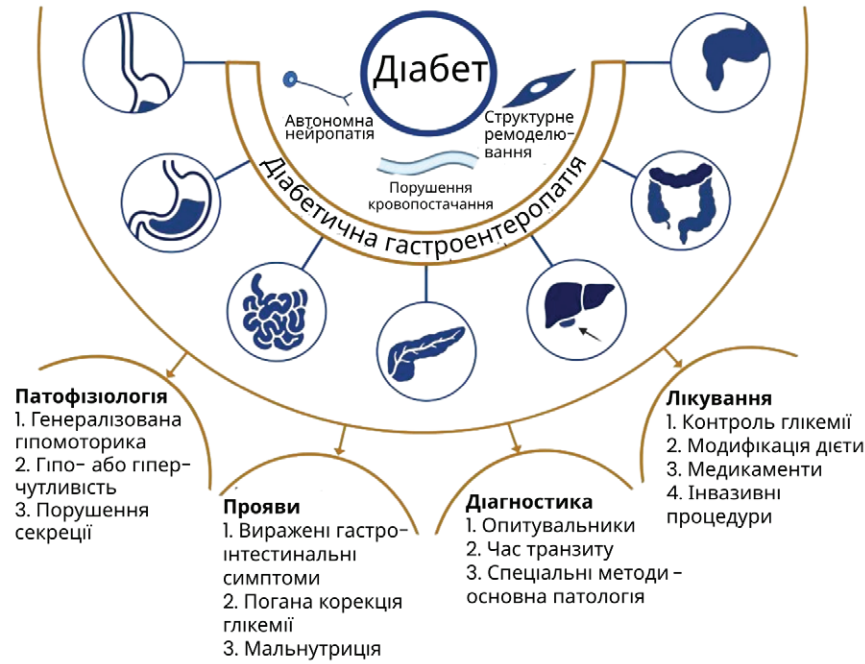 Діабет
Автономна
нейропатія
Структурне
ремоделю-
вання
Порушення
кровопостачання
Діабетична гастроентеропатія
Патофізіологія
1. Генералізована
гіпомоторика
2. Гіпо- або гіпер-
чутливість
3. Порушення
секреції
Прояви
1. Виражені гастро-
інтестинальні
симптоми
2. Погана корекція
глікемії
3. Мальнутриція
Діагностика
1. Опитувальники
2. Час транзиту
3. Спеціальні методи –
основна патологія
Лікування
1. Контроль глікемії
2. Модифікація дієти
3. Медикаменти
4. Інвазивні
процедури